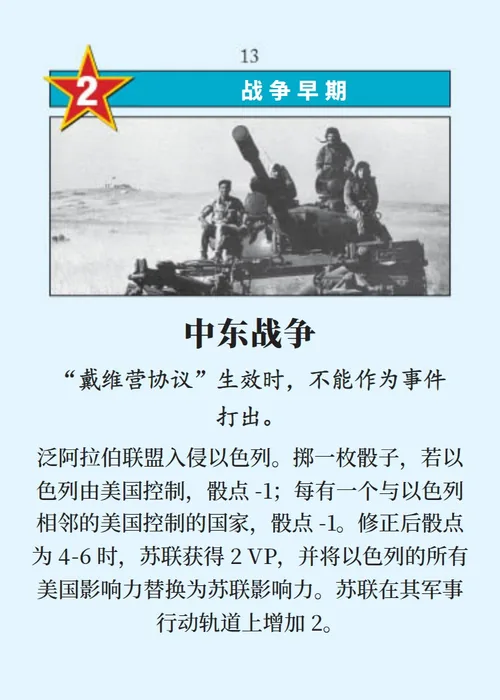 13
2
战争早期
中东战争
“戴维营协议”生效时，不能作为事件
打出。
泛阿拉伯联盟入侵以色列。掷一枚骰子，若以
色列由美国控制，骰点 -1；每有一个与以色列
相邻的美国控制的国家，骰点 -1。修正后骰点
为 4-6 时，苏联获得 2 VP，并将以色列的所有
美国影响力替换为苏联影响力。苏联在其军事
行动轨道上增加 2。